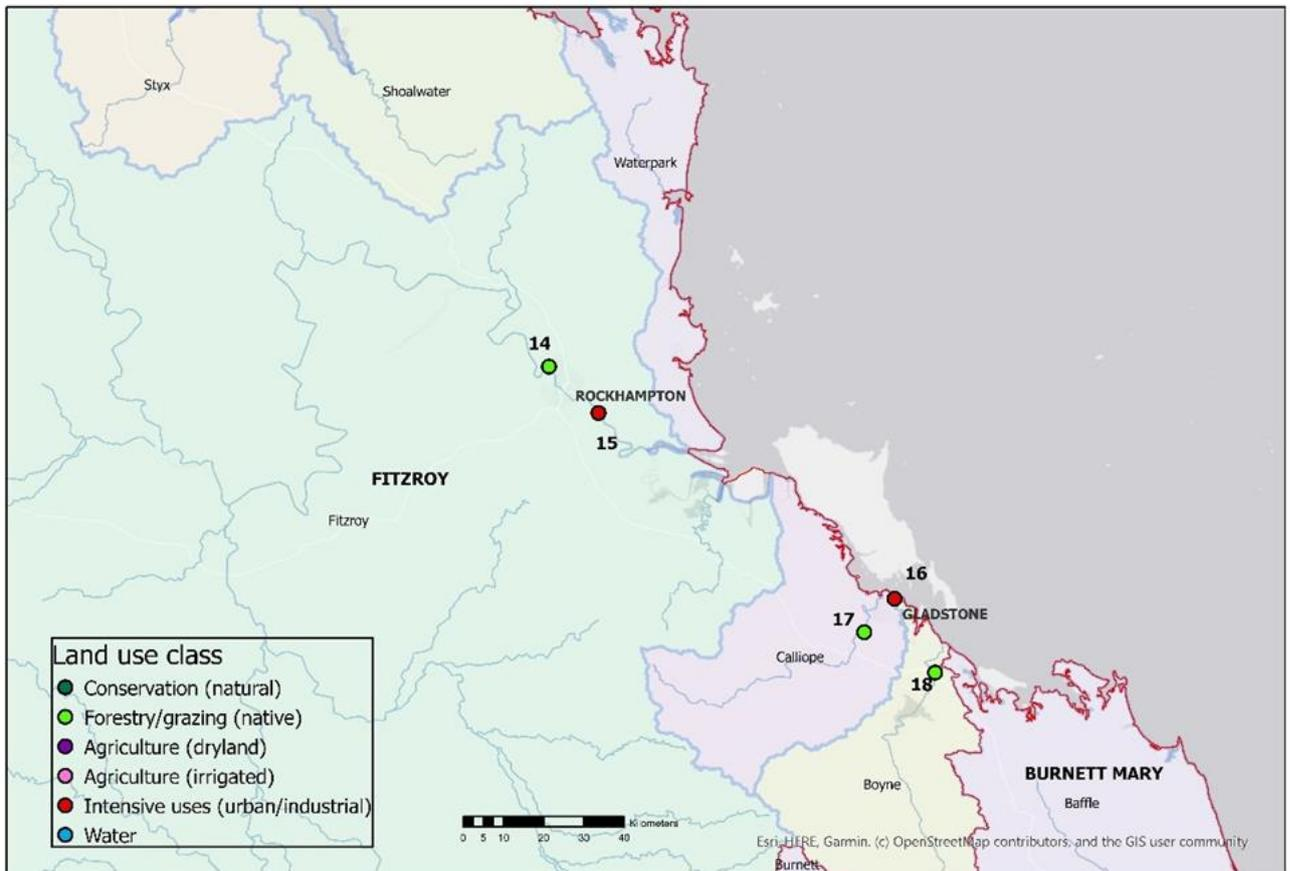 Styx
Shoalwater
Waterpark
14
ROCKHAMPTON
15
FITZROY
Fitzroy
16
GLADSTONE
17
Calliope
18
BURNETT MARY
Boyne
Baffle
Burnett
Land use class
Conservation (natural)
Forestry/grazing (native)
Agriculture (dryland)
Agriculture (irrigated)
Intensive uses (urban/industrial)
Water
Kilometers
0 5 10 20 30 40
Esri, HERE, Garmin, (c) OpenStreetMap contributors, and the GIS user community